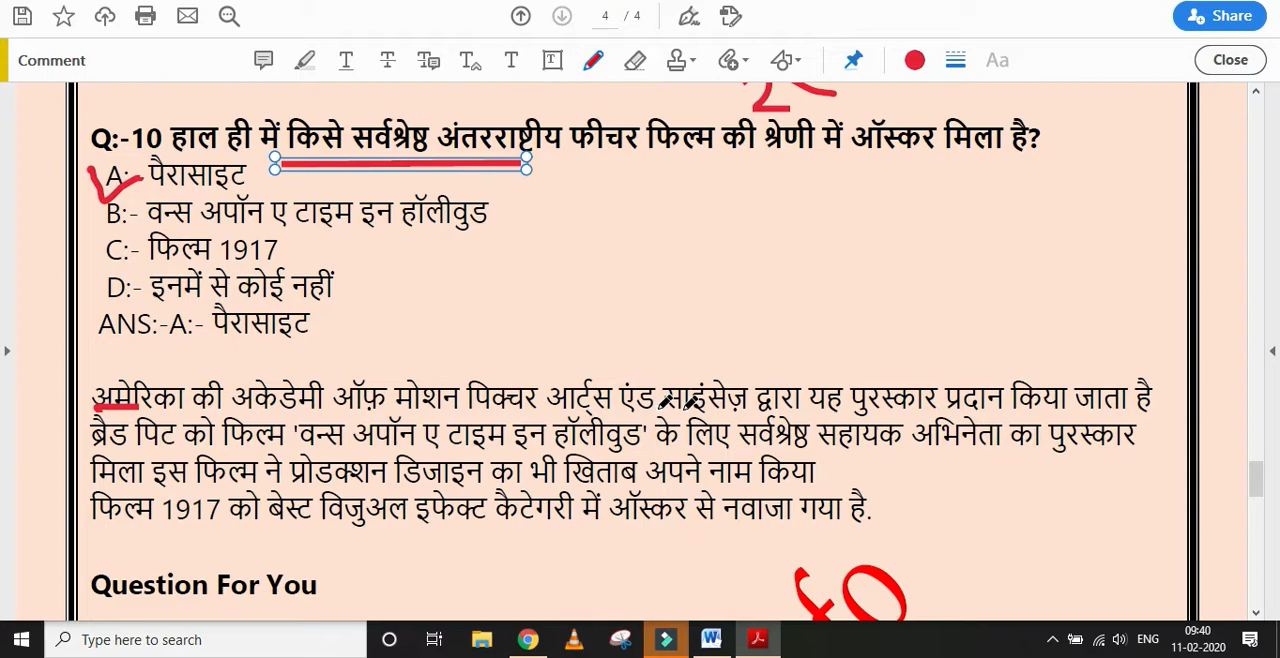 4 / 4
Share
Comment
Aa
Close
Q:-10 हाल ही में किसे सर्वश्रेष्ठ अंतरराष्ट्रीय फीचर फिल्म की श्रेणी में ऑस्कर मिला है?
A:- पैरासाइट
B:- वन्स अपॉन ए टाइम इन हॉलीवुड
C:- फिल्म 1917
D:- इनमें से कोई नहीं
ANS:-A:- पैरासाइट
अमेरिका की अकेडेमी ऑफ़ मोशन पिक्चर आर्ट्स एंड साइंसेज़ द्वारा यह पुरस्कार प्रदान किया जाता है
ब्रैड पिट को फिल्म 'वन्स अपॉन ए टाइम इन हॉलीवुड' के लिए सर्वश्रेष्ठ सहायक अभिनेता का पुरस्कार
मिला इस फिल्म ने प्रोडक्शन डिजाइन का भी खिताब अपने नाम किया
फिल्म 1917 को बेस्ट विजुअल इफेक्ट कैटेगरी में ऑस्कर से नवाजा गया है.
Question For You
Type here to search
ENG
09:40
11-02-2020